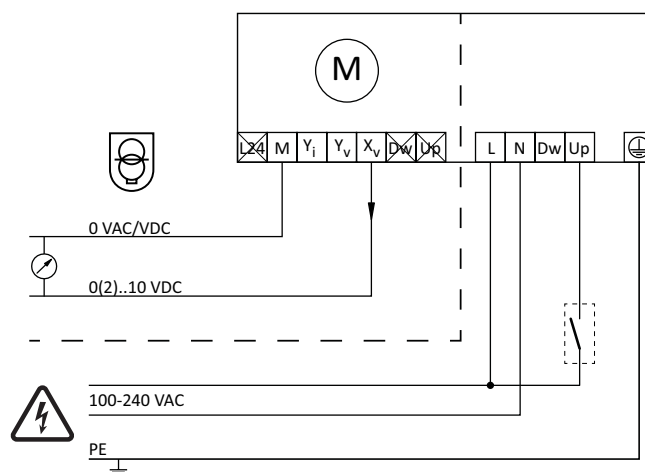 M
L24 M Yi Yv Xv Dw Up L N Dw Up
0 VAC/VDC
0(2)..10 VDC
100-240 VAC
PE